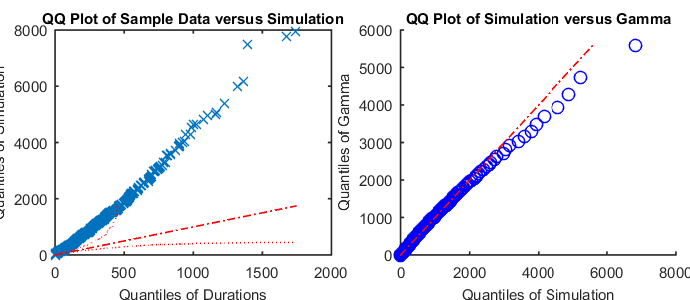 QQ Plot of Sample Data versus Simulation
8000
6000
4000
2000
0
0 500 1000 1500 2000
Quantiles of Durations
Quantiles of Simulation
QQ Plot of Simulation versus Gamma
6000
5000
4000
3000
2000
1000
0
0 2000 4000 6000 8000
Quantiles of Simulation
Quantiles of Gamma